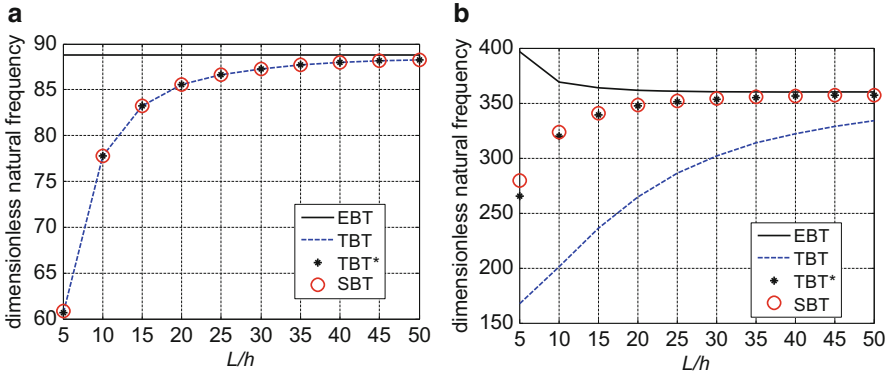 a
dimensionless natural frequency
90
85
80
75
70
65
60
5 10 15 20 25 30 35 40 45 50
L/h
EBT
TBT
TBT*
SBT
b
dimensionless natural frequency
400
350
300
250
200
150
5 10 15 20 25 30 35 40 45 50
L/h
EBT
TBT
TBT*
SBT